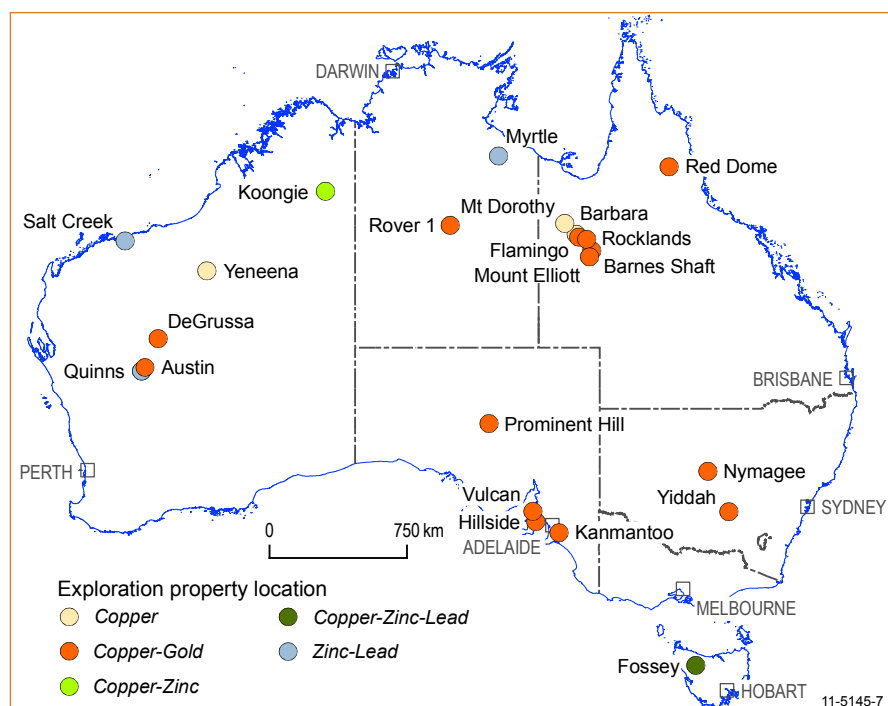 DARWIN
Myrtle
Red Dome
Koongie
Mt Dorothy
Barbara
Salt Creek
Rover 1
Rocklands
Flamingo
Yeneena
Mount Elliott
Barnes Shaft
DeGrussa
Quinns
Austin
BRISBANE
Prominent Hill
PERTH
Nymagee
Vulcan
Yiddah
SYDNEY
0
750 km
Hillside
Kanmantoo
ADELAIDE
Exploration property location
Copper
Copper-Zinc-Lead
MELBOURNE
Copper-Gold
Zinc-Lead
Fossey
Copper-Zinc
HOBART
11-5145-7